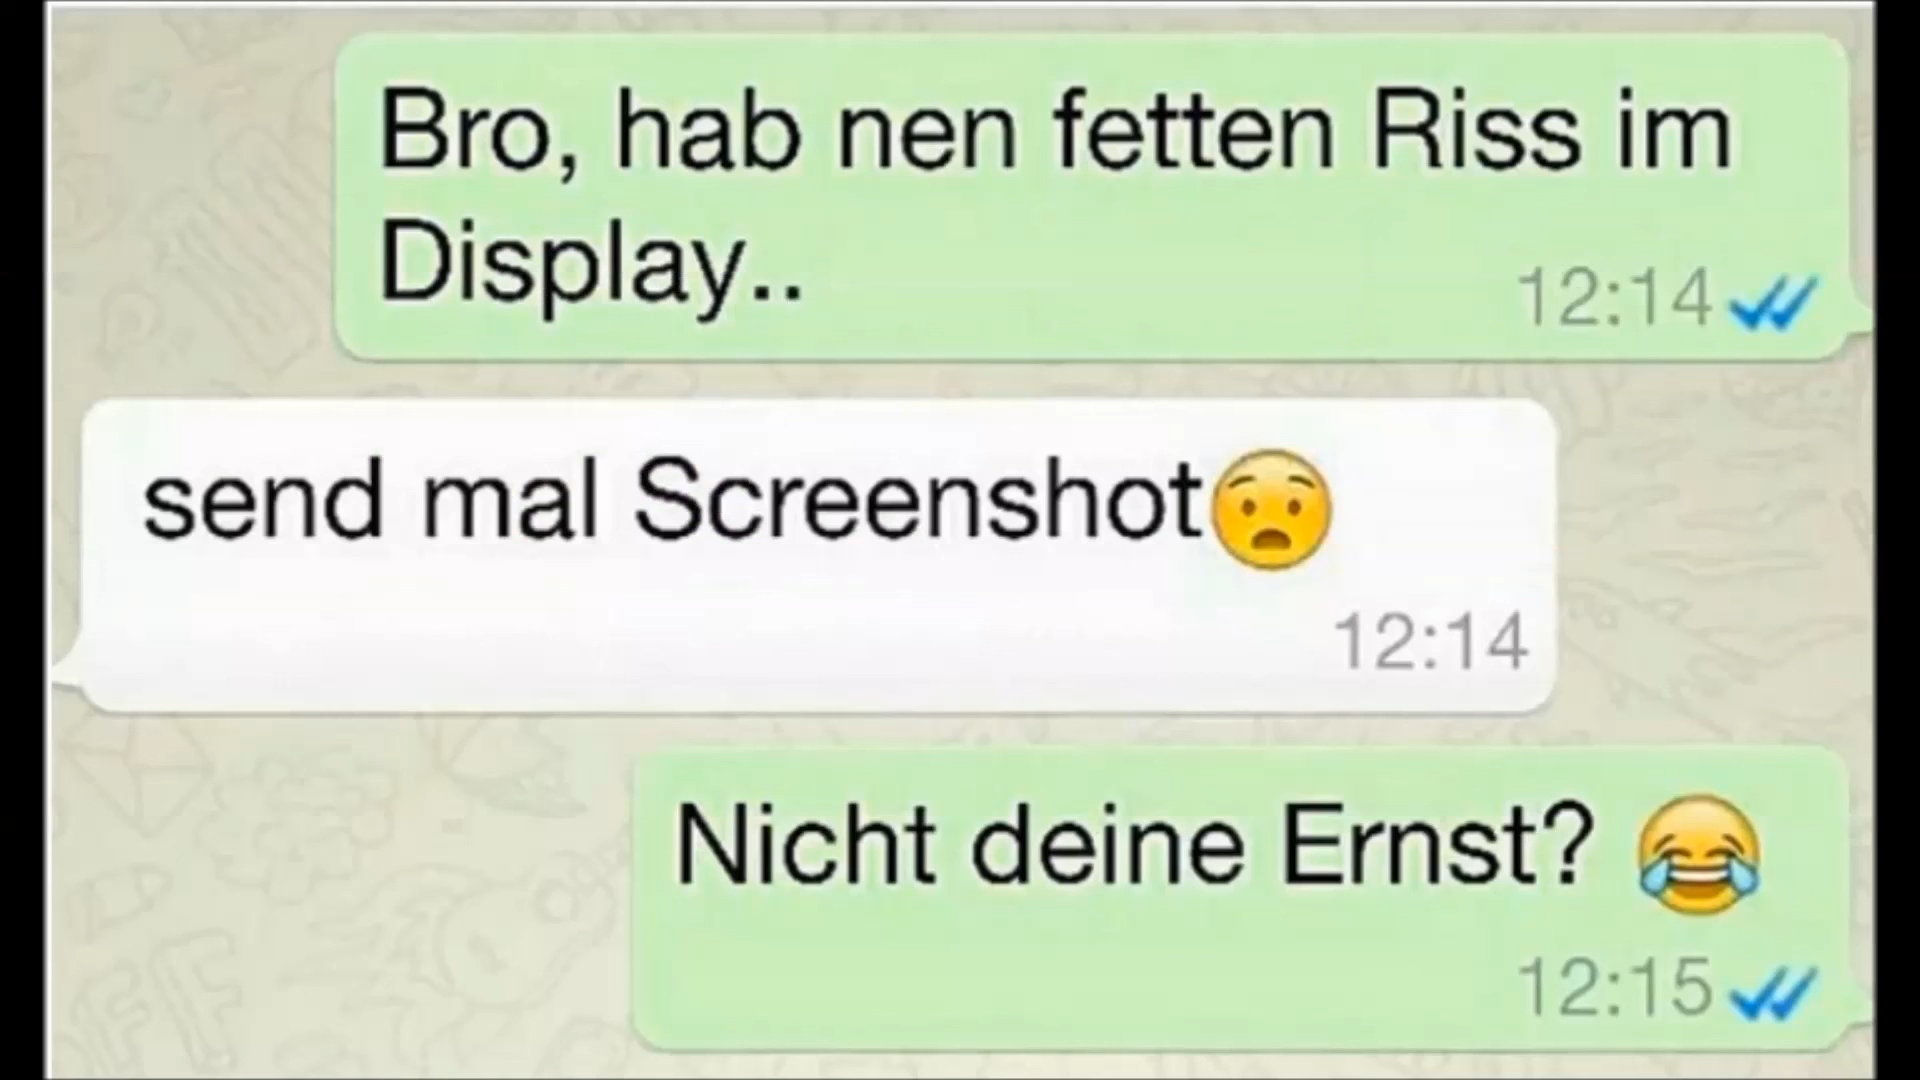 Bro, hab nen fetten Riss im
Display..
12:14
send mal Screenshot😧
12:14
Nicht deine Ernst? 😂
12:15